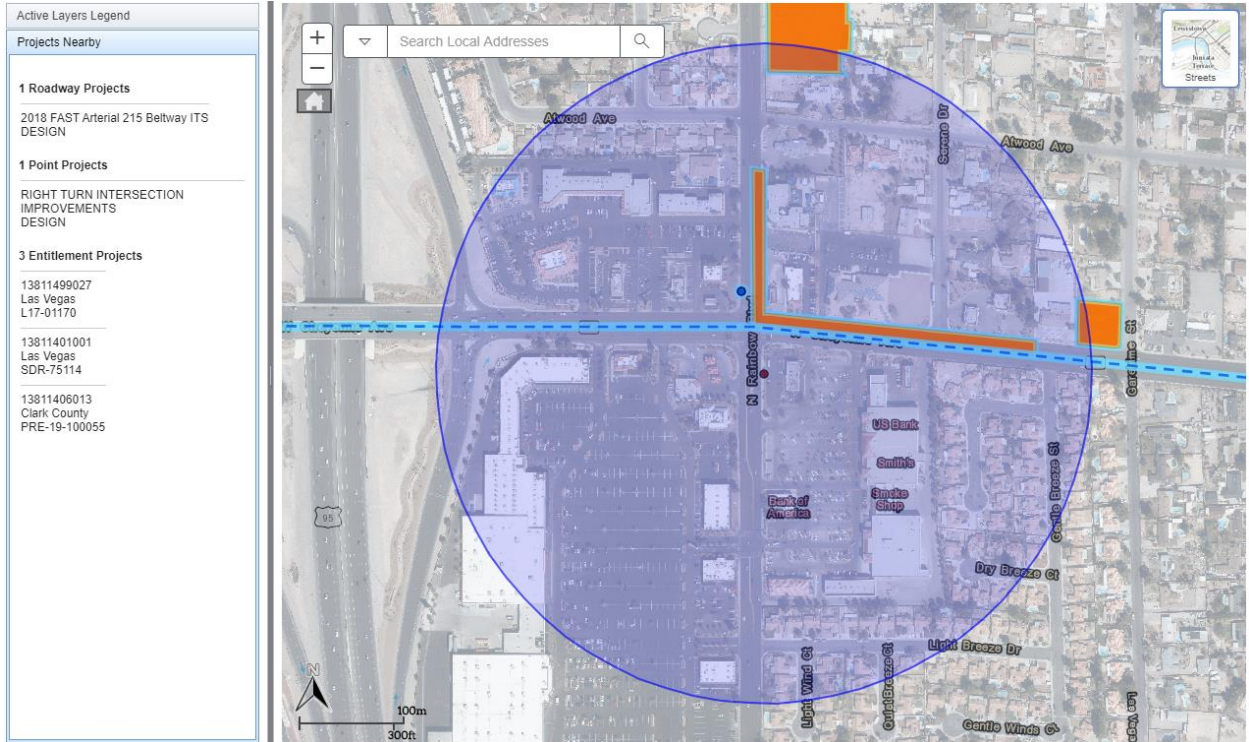 Active Layers Legend
Projects Nearby
1 Roadway Projects
2018 FAST Arterial 215 Beltway ITS
DESIGN
1 Point Projects
RIGHT TURN INTERSECTION
IMPROVEMENTS
DESIGN
3 Entitlement Projects
13811499027
Las Vegas
L17-01170
13811401001
Las Vegas
SDR-75114
13811406013
Clark County
PRE-19-100055
+
−
Search Local Addresses
Streets
Atwood Ave
Serene Dr
Atwood Ave
N Rainbow
US Bank
Smith's
Smoke
Shop
Bank of
America
Gentle Breeze St
Dry Breeze Ct
Light Breeze Dr
Light Wind Ct
Quiet Breeze Ct
Gentle Winds Ct
Las Vega
95
N
100m
300ft